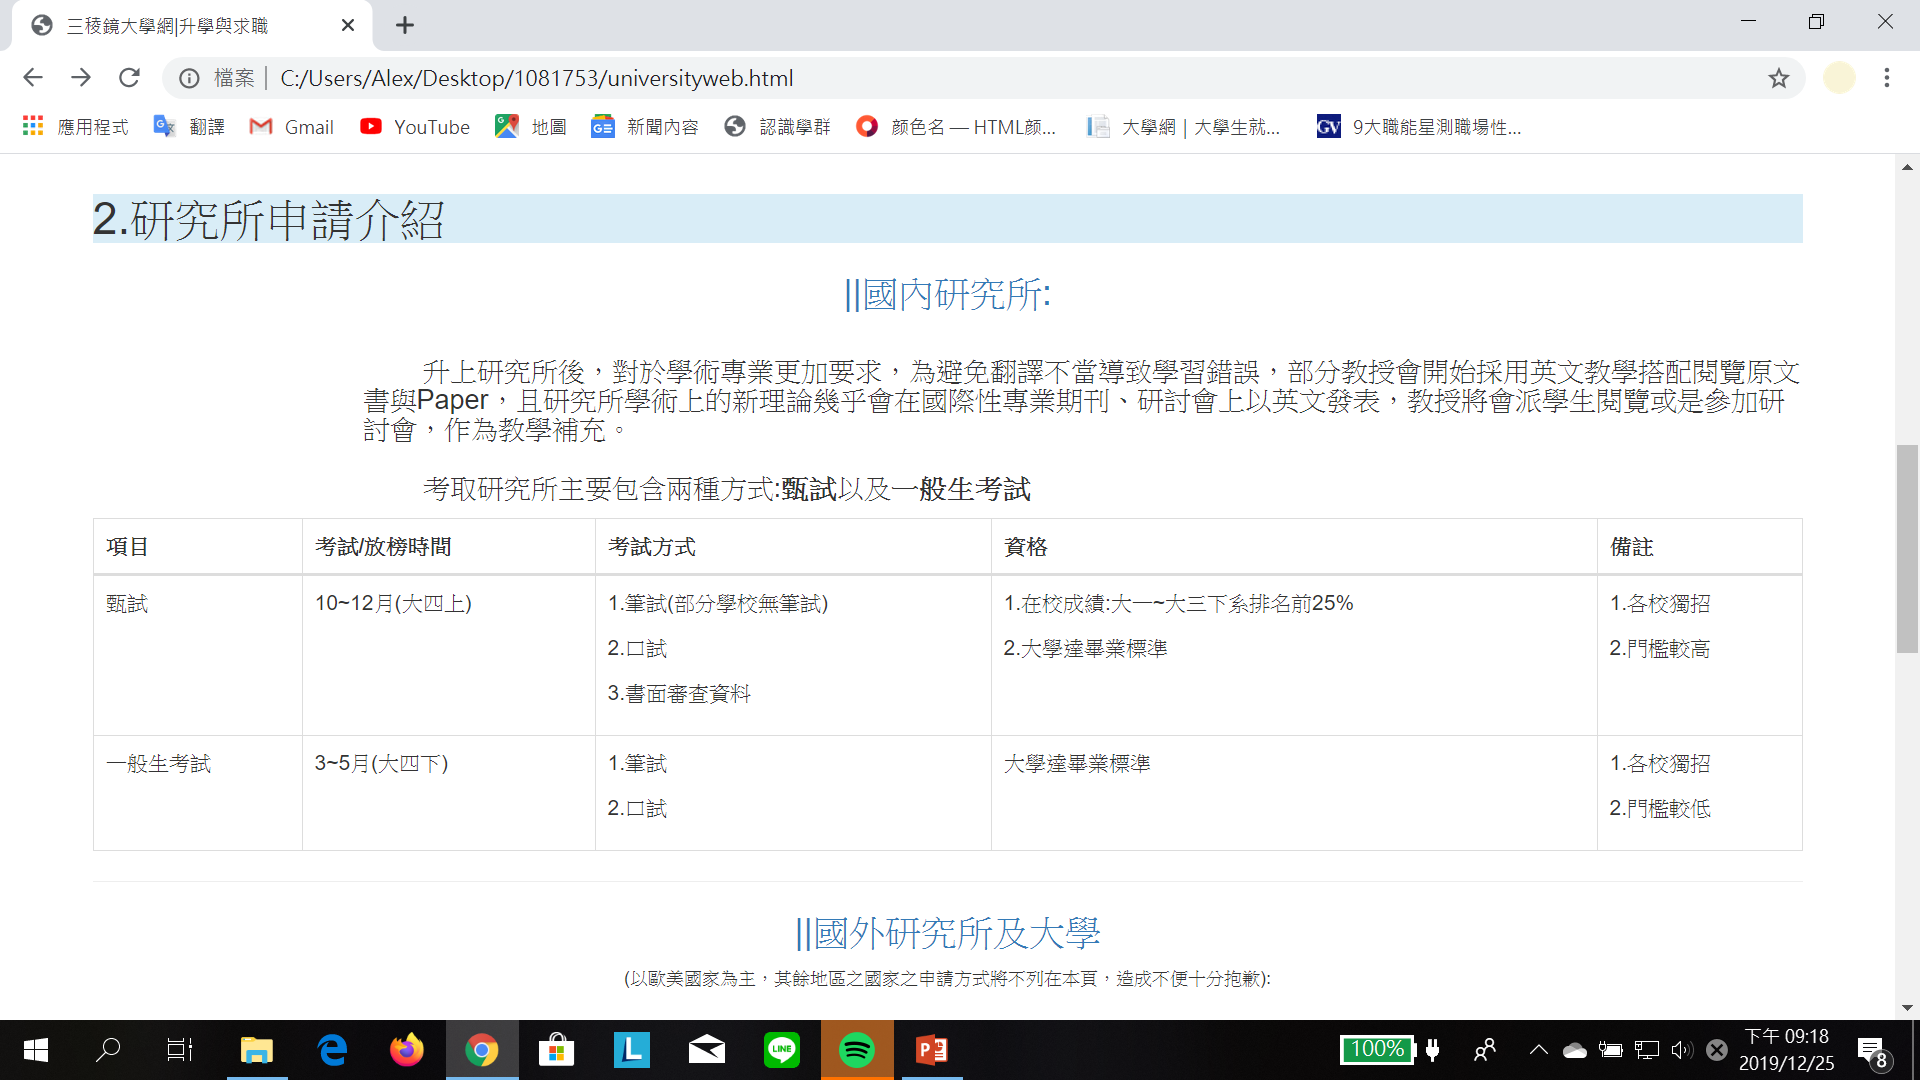 三稜鏡大學網|升學與求職
檔案 C:/Users/Alex/Desktop/1081753/universityweb.html
應用程式 翻譯 Gmail YouTube 地圖 新聞內容 認識學群 颜色名 — HTML颜... 大學網 | 大學生就... GV 9大職能星測職場性...
2.研究所申請介紹
||國內研究所:
升上研究所後，對於學術專業更加要求，為避免翻譯不當導致學習錯誤，部分教授會開始採用英文教學搭配閱覽原文
書與Paper，且研究所學術上的新理論幾乎會在國際性專業期刊、研討會上以英文發表，教授將會派學生閱覽或是參加研
討會，作為教學補充。
考取研究所主要包含兩種方式:甄試以及一般生考試
項目 考試/放榜時間 考試方式 資格 備註
甄試 10~12月(大四上) 1.筆試(部分學校無筆試) 1.在校成績:大一~大三下系排名前25% 1.各校獨招
2.口試 2.大學達畢業標準 2.門檻較高
3.書面審查資料
一般生考試 3~5月(大四下) 1.筆試 大學達畢業標準 1.各校獨招
2.口試 2.門檻較低
||國外研究所及大學
(以歐美國家為主，其餘地區之國家之申請方式將不列在本頁，造成不便十分抱歉):
L LINE P 100% 下午 09:18
2019/12/25 8